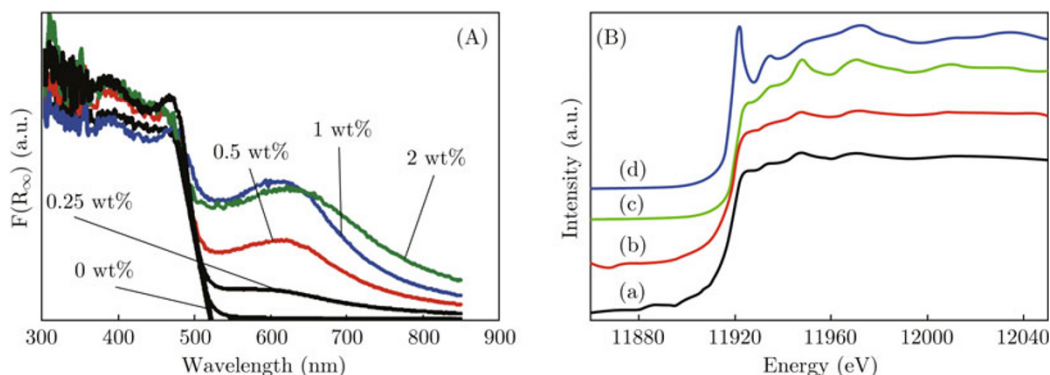 (A)
F(R∞) (a.u.)
1 wt%
0.5 wt%
2 wt%
0.25 wt%
0 wt%
300 400 500 600 700 800 900
Wavelength (nm)
(B)
Intensity (a.u.)
(d)
(c)
(b)
(a)
11880 11920 11960 12000 12040
Energy (eV)